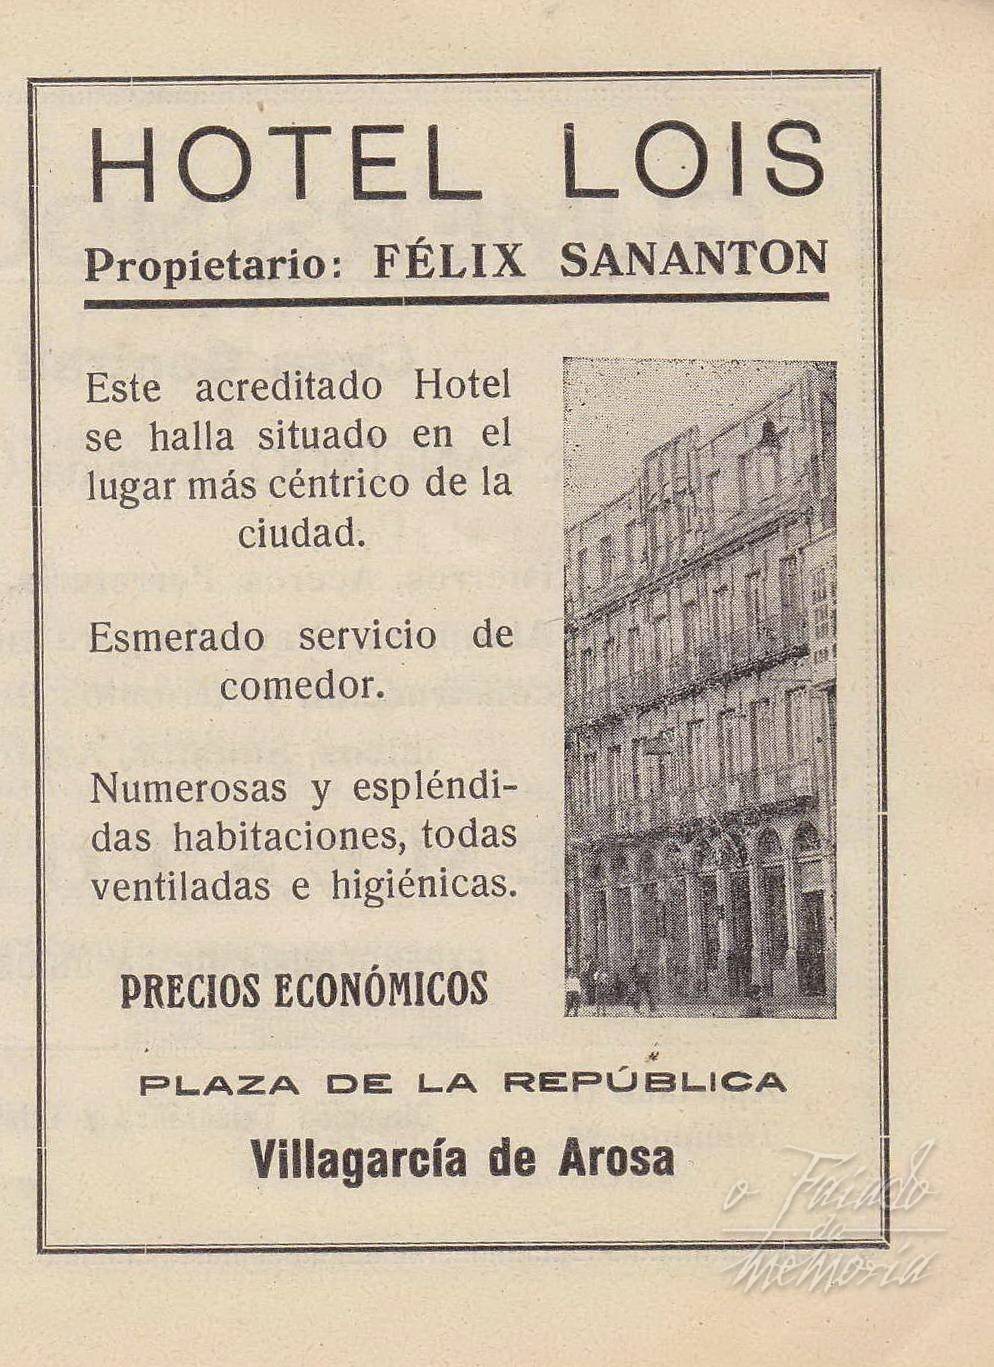 HOTEL LOIS
Propietario: FÉLIX SANANTON
Este acreditado Hotel
se halla situado en el
lugar más céntrico de la
ciudad.
Esmerado servicio de
comedor.
Numerosas y espléndi-
das habitaciones, todas
ventiladas e higiénicas.
PRECIOS ECONÓMICOS
PLAZA DE LA REPÚBLICA
Villagarcía de Arosa
o Faiado
da
memoria